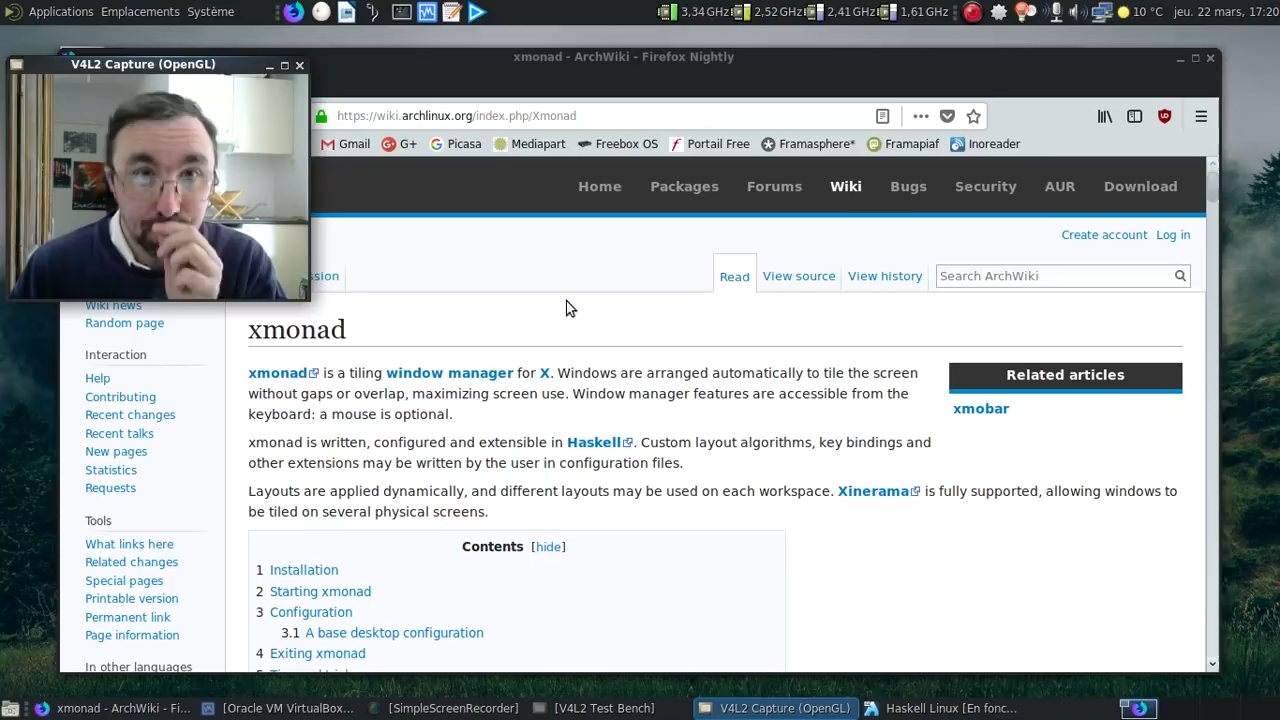 Applications Emplacements Système
3,34 GHz 2,52 GHz 2,41 GHz 1,61 GHz 10 °C jeu. 22 mars, 17:20
xmonad - ArchWiki - Firefox Nightly
V4L2 Capture (OpenGL)
https://wiki.archlinux.org/index.php/Xmonad
Gmail G+ Picasa Mediapart Freebox OS Portail Free Framasphere* Framapiaf Inoreader
Home Packages Forums Wiki Bugs Security AUR Download
Create account Log in
ssion Read View source View history Search ArchWiki
Wiki news
Random page
Interaction
Help
Contributing
Recent changes
Recent talks
New pages
Statistics
Requests
Tools
What links here
Related changes
Special pages
Printable version
Permanent link
Page information
In other languages
xmonad
xmonad is a tiling window manager for X. Windows are arranged automatically to tile the screen
without gaps or overlap, maximizing screen use. Window manager features are accessible from the
keyboard: a mouse is optional.
xmonad is written, configured and extensible in Haskell. Custom layout algorithms, key bindings and
other extensions may be written by the user in configuration files.
Layouts are applied dynamically, and different layouts may be used on each workspace. Xinerama is fully supported, allowing windows to
be tiled on several physical screens.
Related articles
xmobar
Contents [hide]
1 Installation
2 Starting xmonad
3 Configuration
3.1 A base desktop configuration
4 Exiting xmonad
xmonad - ArchWiki - Fi... [Oracle VM VirtualBox... [SimpleScreenRecorder] [V4L2 Test Bench] V4L2 Capture (OpenGL) Haskell Linux [En fonc...